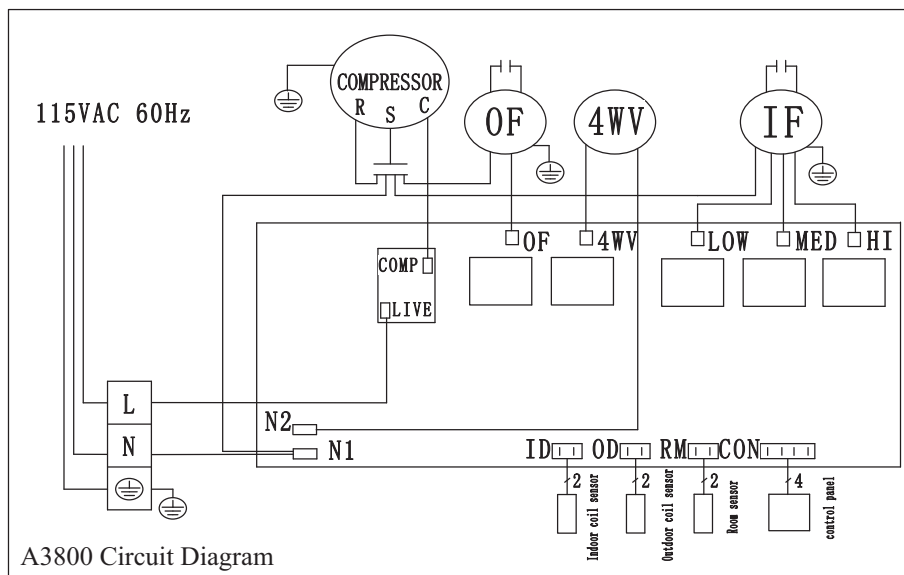 COMPRESSOR
R S C
115VAC 60Hz
OF
4WV
IF
OF
4WV
LOW
MED
HI
COMP
LIVE
L
N
N2
N1
ID
OD
RM
CON
2
2
2
4
Indoor coil sensor
Outdoor coil sensor
Room sensor
control panel
A3800 Circuit Diagram